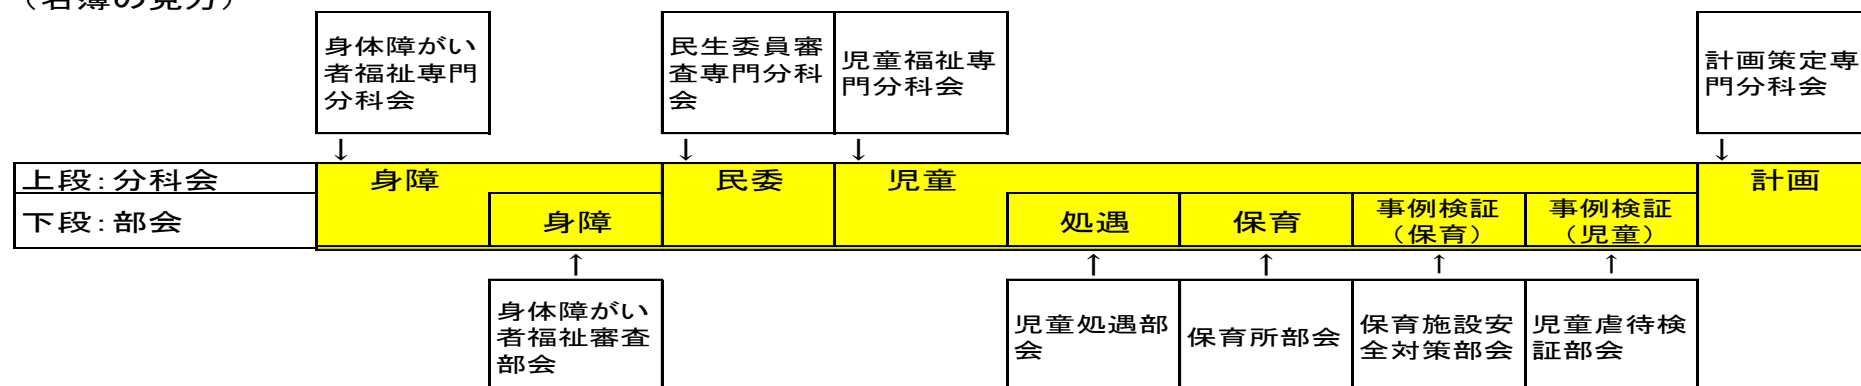 （名簿の見方）
身体障がい
者福祉専門
分科会
民生委員審
査専門分科
会
児童福祉専
門分科会
計画策定専
門分科会
↓
↓
↓
↓
上段:分科会
身障
民委
児童
計画
下段:部会
身障
処遇
保育
事例検証
（保育）
事例検証
（児童）
↑
↑
↑
↑
↑
身体障がい
者福祉審査
部会
児童処遇部
会
保育所部会
保育施設安
全対策部会
児童虐待検
証部会